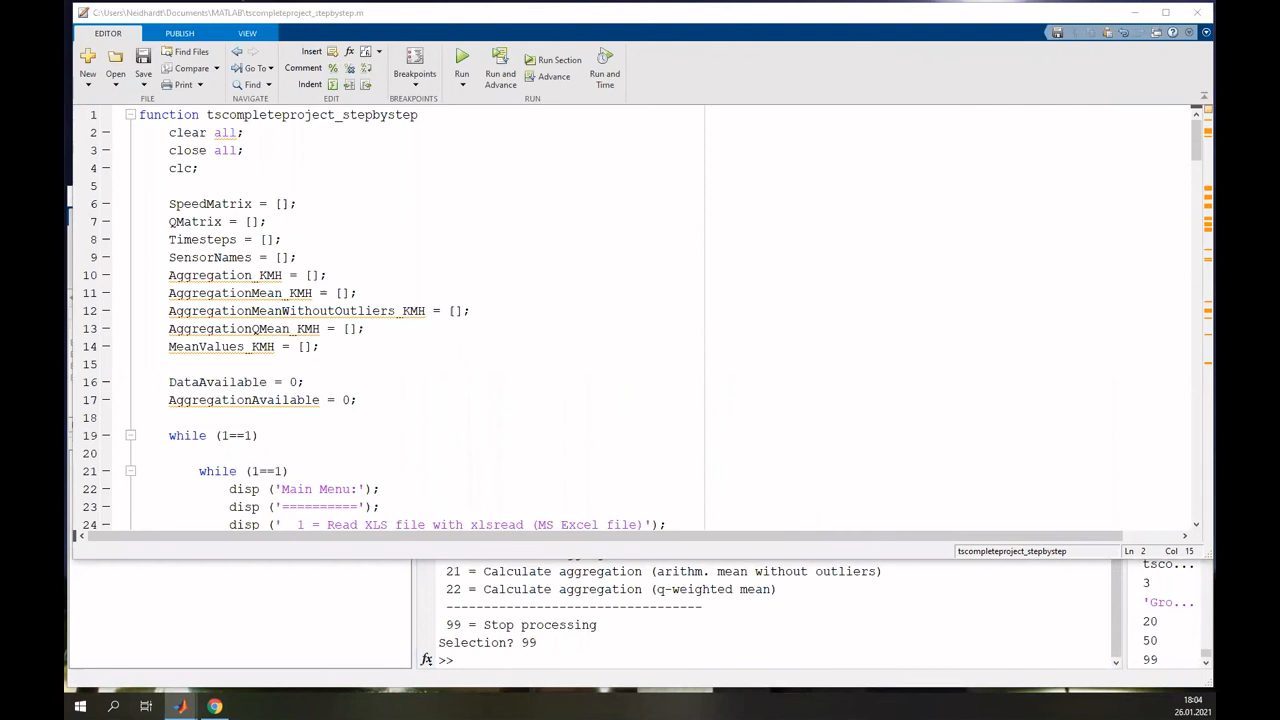 C:\Users\Neidhardt\Documents\MATLAB\tscompleteproject_stepbystep.m
EDITOR PUBLISH VIEW
New Open Save Find Files Compare Print Go To Find Insert Comment Indent Breakpoints Run Run and Advance Run Section Advance Run and Time
FILE NAVIGATE EDIT BREAKPOINTS RUN
1 function tscompleteproject_stepbystep
2 clear all;
3 close all;
4 clc;
5
6 SpeedMatrix = [];
7 QMatrix = [];
8 Timesteps = [];
9 SensorNames = [];
10 Aggregation_KMH = [];
11 AggregationMean_KMH = [];
12 AggregationMeanWithoutOutliers_KMH = [];
13 AggregationQMean_KMH = [];
14 MeanValues_KMH = [];
15
16 DataAvailable = 0;
17 AggregationAvailable = 0;
18
19 while (1==1)
20
21 while (1==1)
22 disp ('Main Menu:');
23 disp ('==========');
24 disp ('  1 = Read XLS file with xlsread (MS Excel file)');
tscompleteproject_stepbystep Ln 2 Col 15
21 = Calculate aggregation (arithm. mean without outliers)
22 = Calculate aggregation (q-weighted mean)
----------------------------------
99 = Stop processing
Selection? 99
fx >>
tsco...
3
'Gro...
20
50
99
18:04
26.01.2021